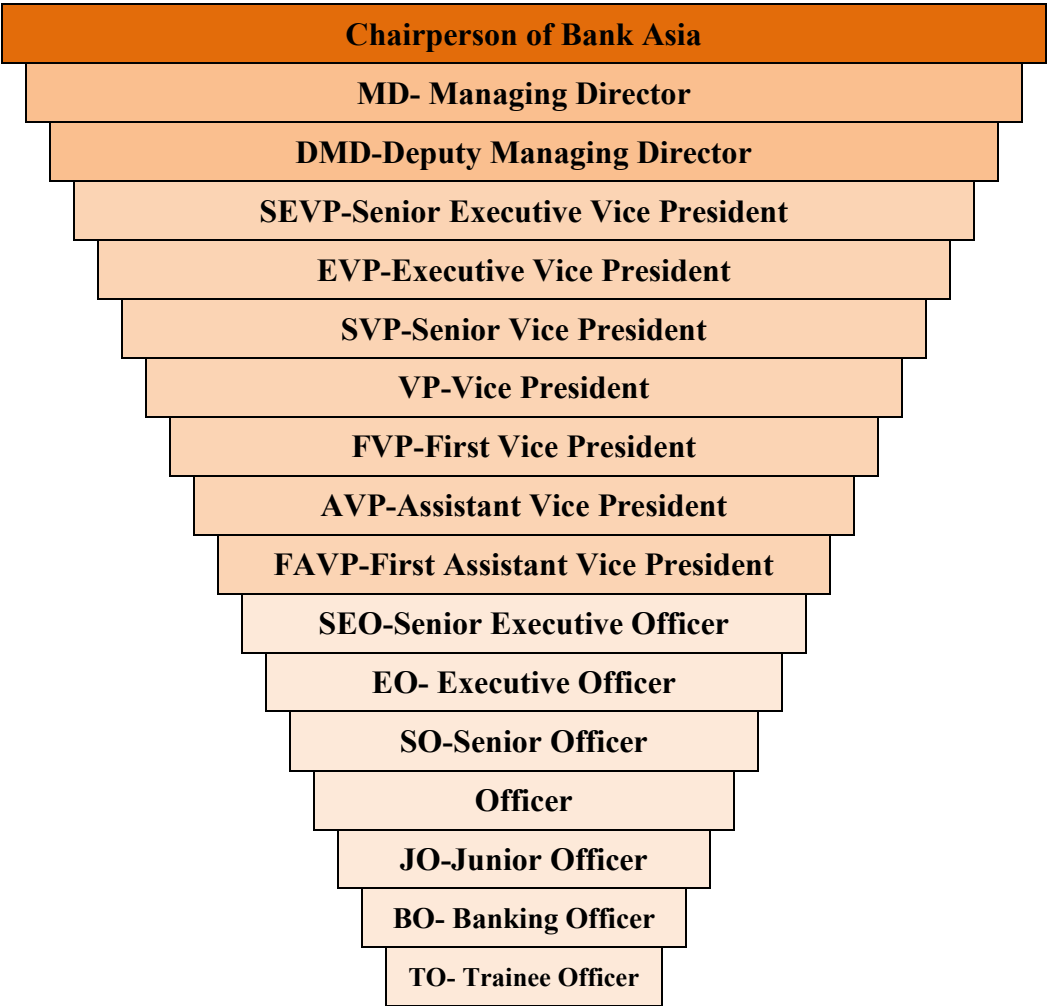 Chairperson of Bank Asia
MD- Managing Director
DMD-Deputy Managing Director
SEVP-Senior Executive Vice President
EVP-Executive Vice President
SVP-Senior Vice President
VP-Vice President
FVP-First Vice President
AVP-Assistant Vice President
FAVP-First Assistant Vice President
SEO-Senior Executive Officer
EO- Executive Officer
SO-Senior Officer
Officer
JO-Junior Officer
BO- Banking Officer
TO- Trainee Officer